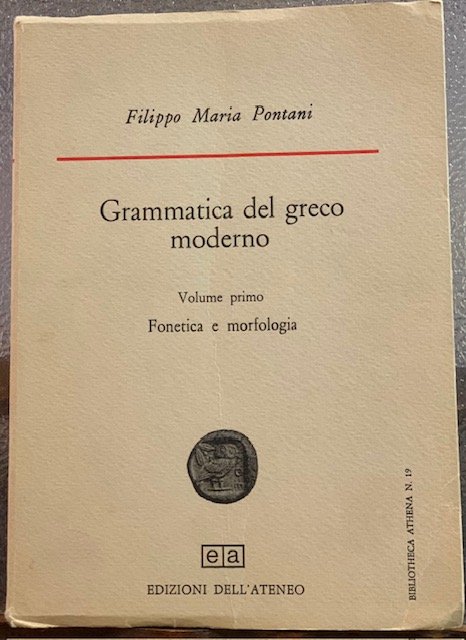 Filippo Maria Pontani
Grammatica del greco
moderno
Volume primo
Fonetica e morfologia
ea
EDIZIONI DELL'ATENEO
BIBLIOTHECA ATHENA N. 19